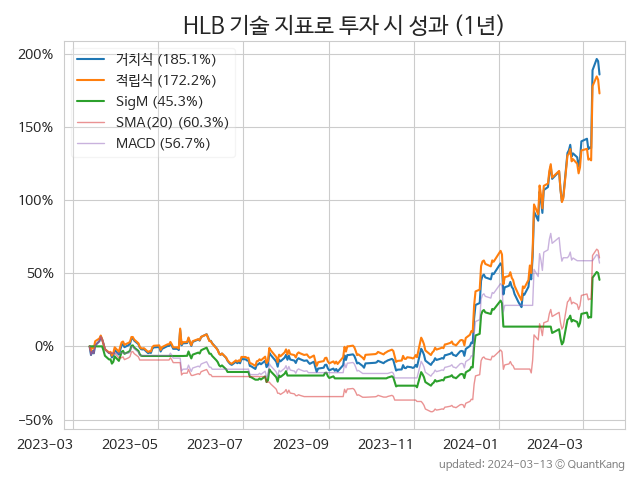 HLB 기술 지표로 투자 시 성과 (1년)
거치식 (185.1%)
적립식 (172.2%)
SigM (45.3%)
SMA(20) (60.3%)
MACD (56.7%)
200%
150%
100%
50%
0%
−50%
2023-03 2023-05 2023-07 2023-09 2023-11 2024-01 2024-03
updated: 2024-03-13 ⓒ QuantKang